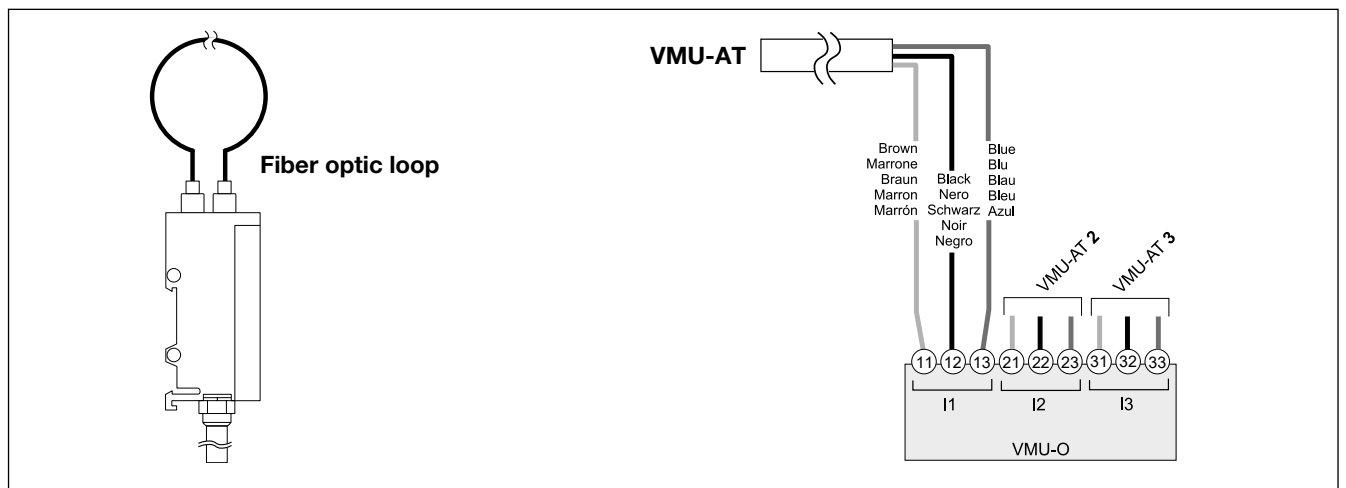 Fiber optic loop
VMU-AT
Brown
Marrone
Braun
Marron
Marrón
Black
Nero
Schwarz
Noir
Negro
Blue
Blu
Blau
Bleu
Azul
VMU-AT 2
VMU-AT 3
11 12 13 21 22 23 31 32 33
I1 I2 I3
VMU-O